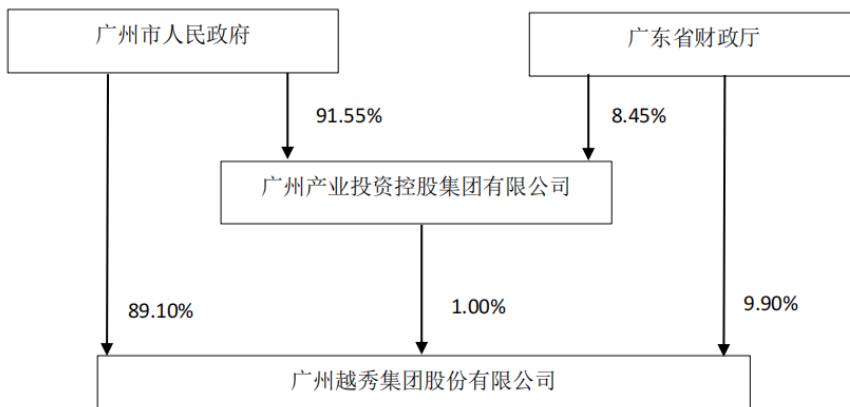 广州市人民政府
广东省财政厅
91.55%
8.45%
广州产业投资控股集团有限公司
89.10%
1.00%
9.90%
广州越秀集团股份有限公司